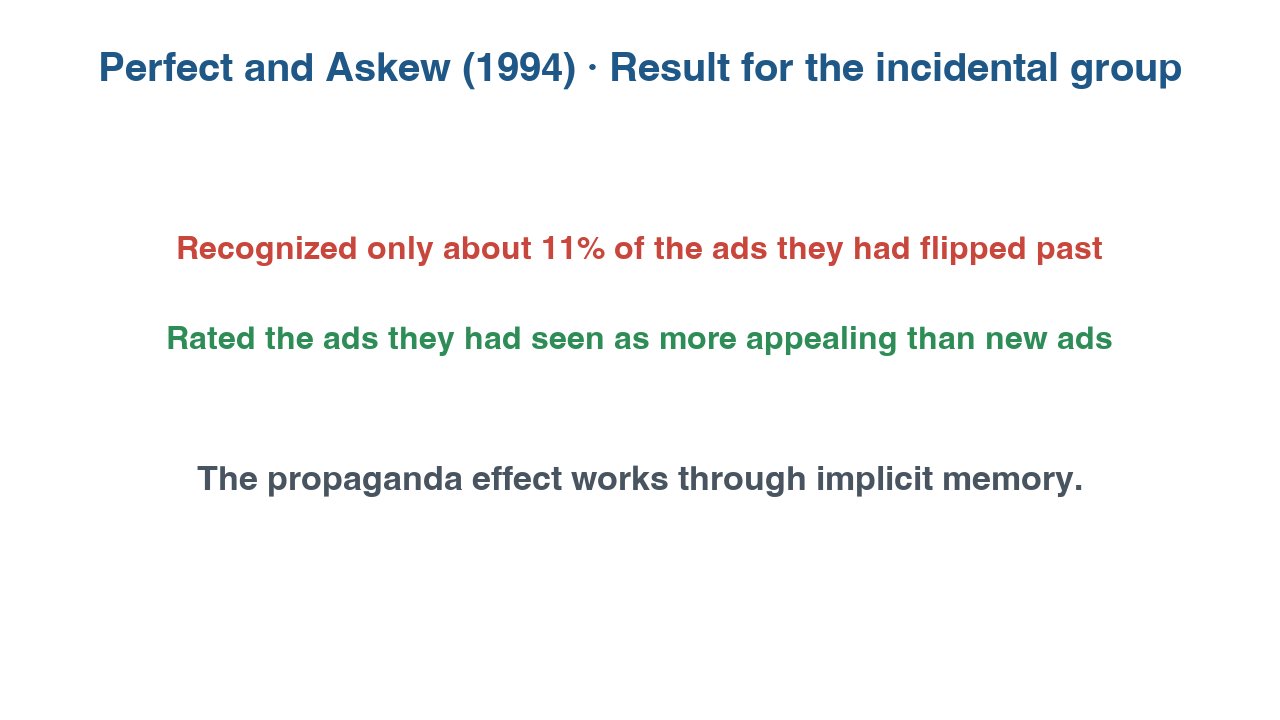 Perfect and Askew (1994) · Result for the incidental group
Recognized only about 11% of the ads they had flipped past
Rated the ads they had seen as more appealing than new ads
The propaganda effect works through implicit memory.